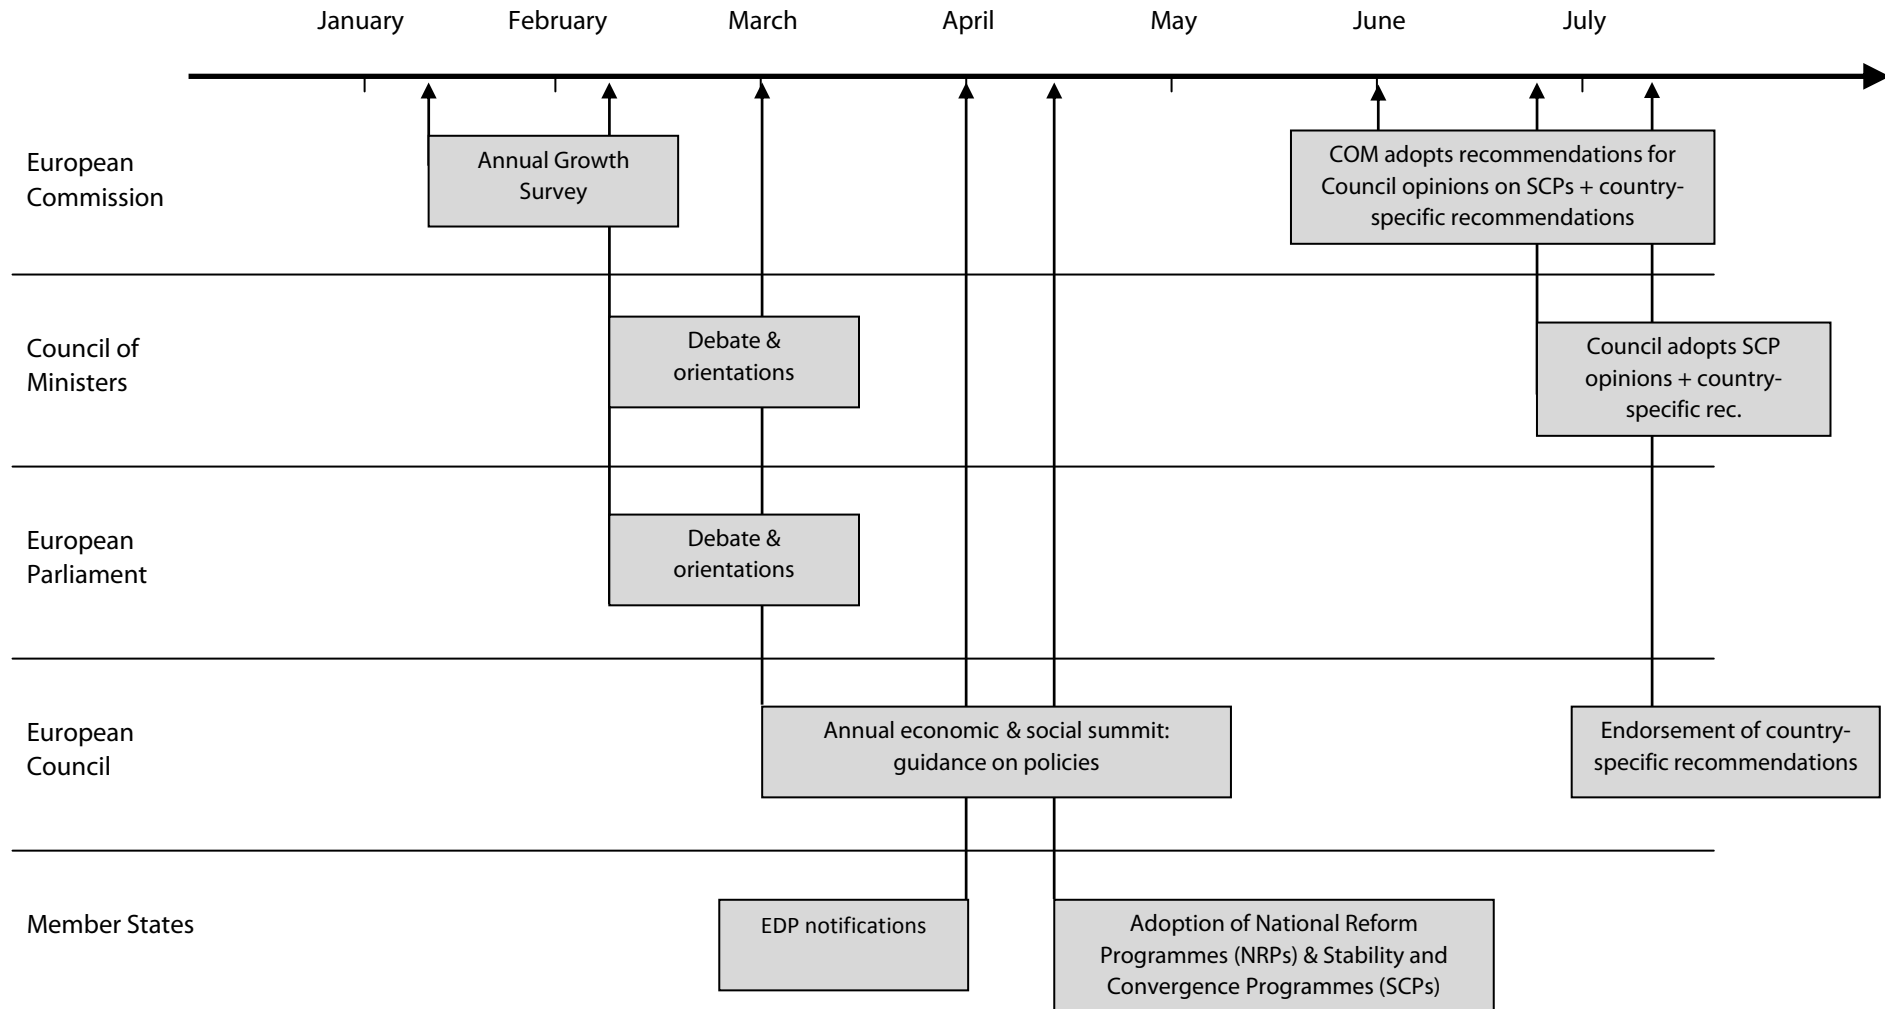 January
February
March
April
May
June
July
European
Commission
Annual Growth
Survey
COM adopts recommendations for
Council opinions on SCPs + country-
specific recommendations
Council of
Ministers
Debate &
orientations
Council adopts SCP
opinions + country-
specific rec.
European
Parliament
Debate &
orientations
European
Council
Annual economic & social summit:
guidance on policies
Endorsement of country-
specific recommendations
Member States
EDP notifications
Adoption of National Reform
Programmes (NRPs) & Stability and
Convergence Programmes (SCPs)